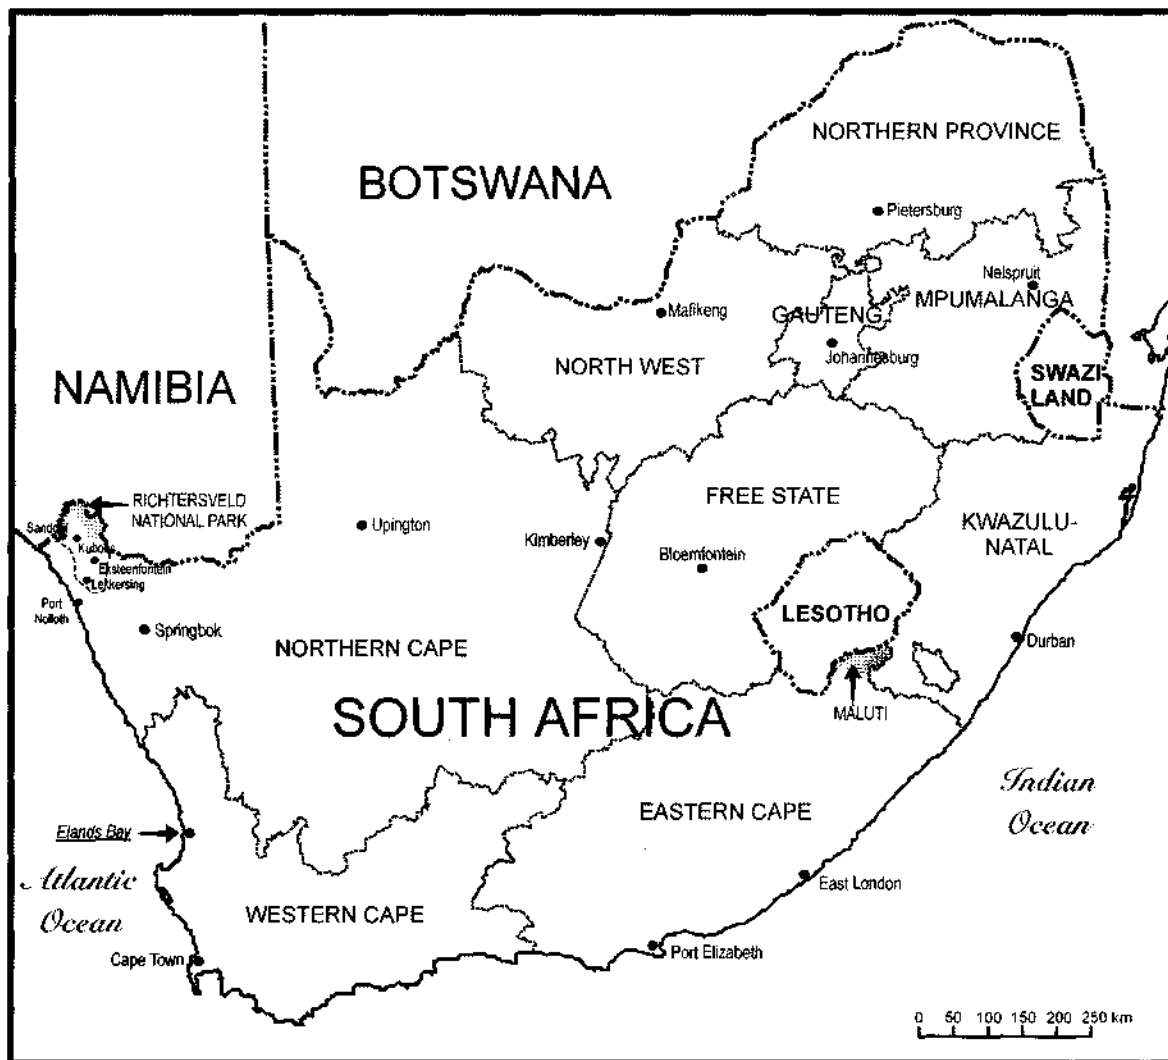 NORTHERN PROVINCE
BOTSWANA
Pietersburg
Nelspruit
MPUMALANGA
Mafikeng
GAUTENG
Johannesburg
NORTH WEST
SWAZI
LAND
NAMIBIA
RICHTERSVELD
NATIONAL PARK
FREE STATE
KWAZULU-
NATAL
Upington
Kimberley
Bloemfontein
Kuboes
Eksteenfontein
Lekkersing
Port
Nolloth
Springbok
LESOTHO
Durban
NORTHERN CAPE
SOUTH AFRICA
MALUTI
Indian
Ocean
EASTERN CAPE
Elands Bay
Atlantic
Ocean
East London
WESTERN CAPE
Port Elizabeth
Cape Town
0 50 100 150 200 250 km